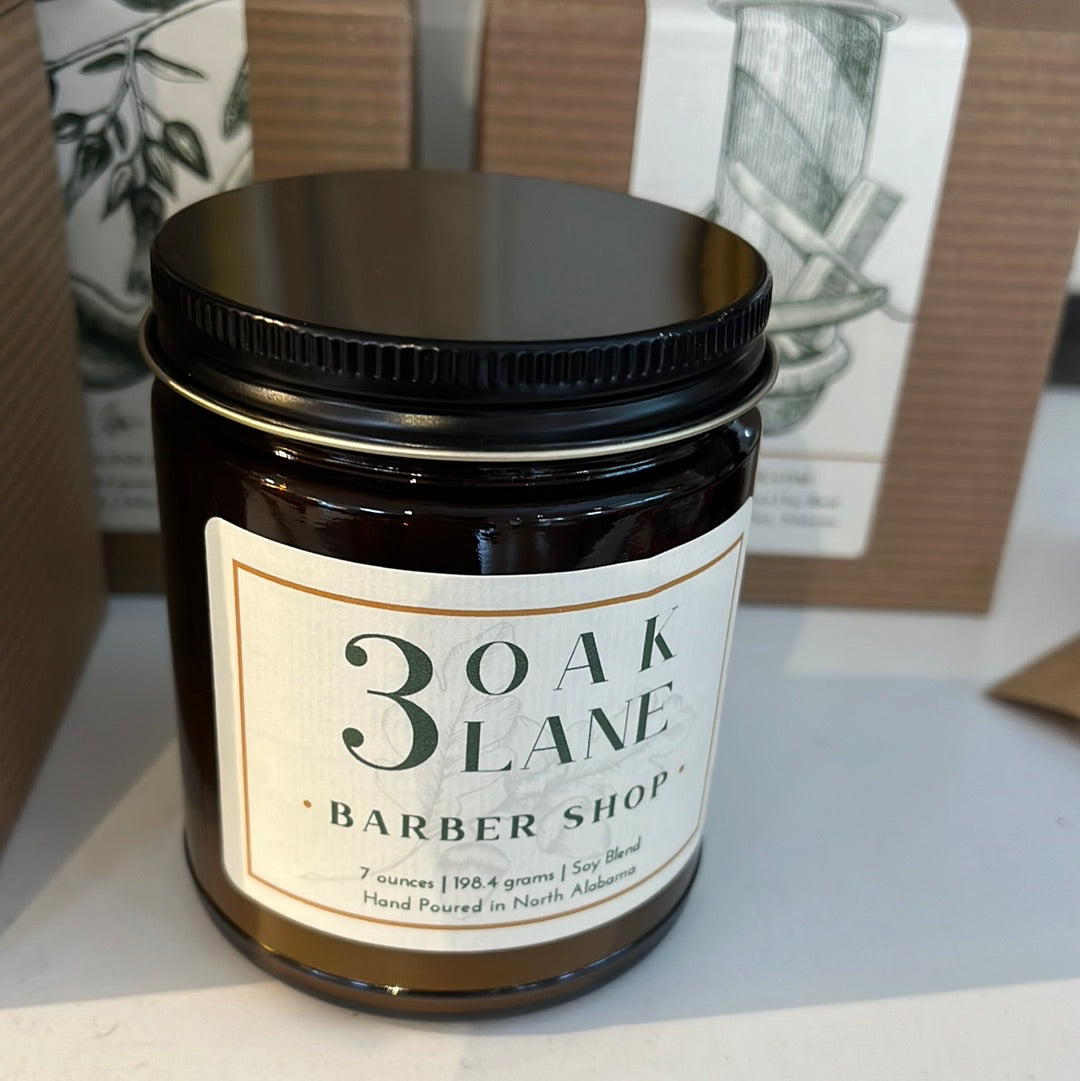 3 OAK
LANE
• BARBER SHOP •
7 ounces | 198.4 grams | Soy Blend
Hand Poured in North Alabama